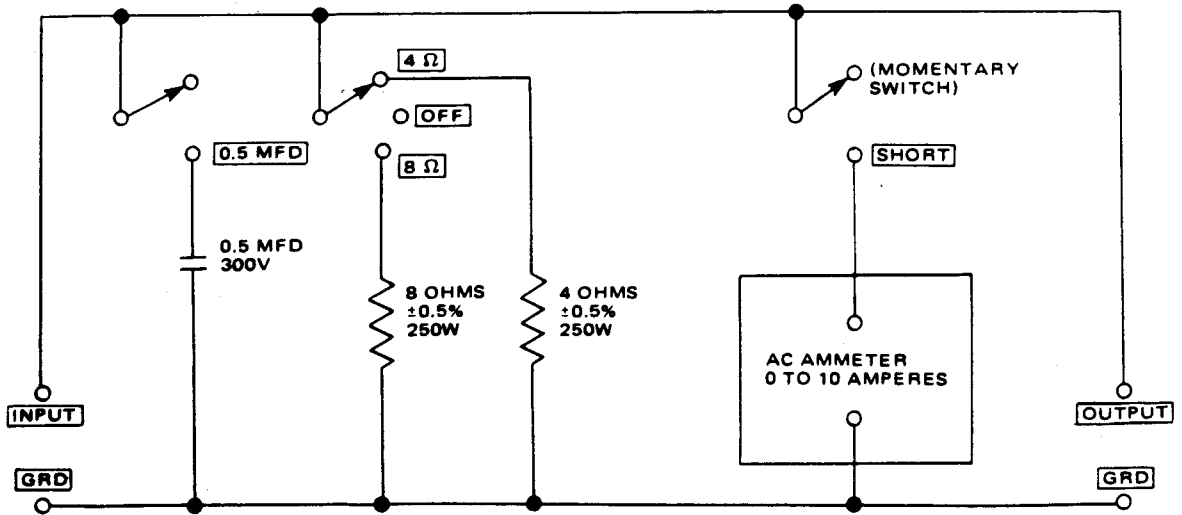 4 Ω
(MOMENTARY
SWITCH)
OFF
0.5 MFD
8 Ω
SHORT
0.5 MFD
300V
8 OHMS
±0.5%
250W
4 OHMS
±0.5%
250W
AC AMMETER
0 TO 10 AMPERES
INPUT
OUTPUT
GRD
GRD